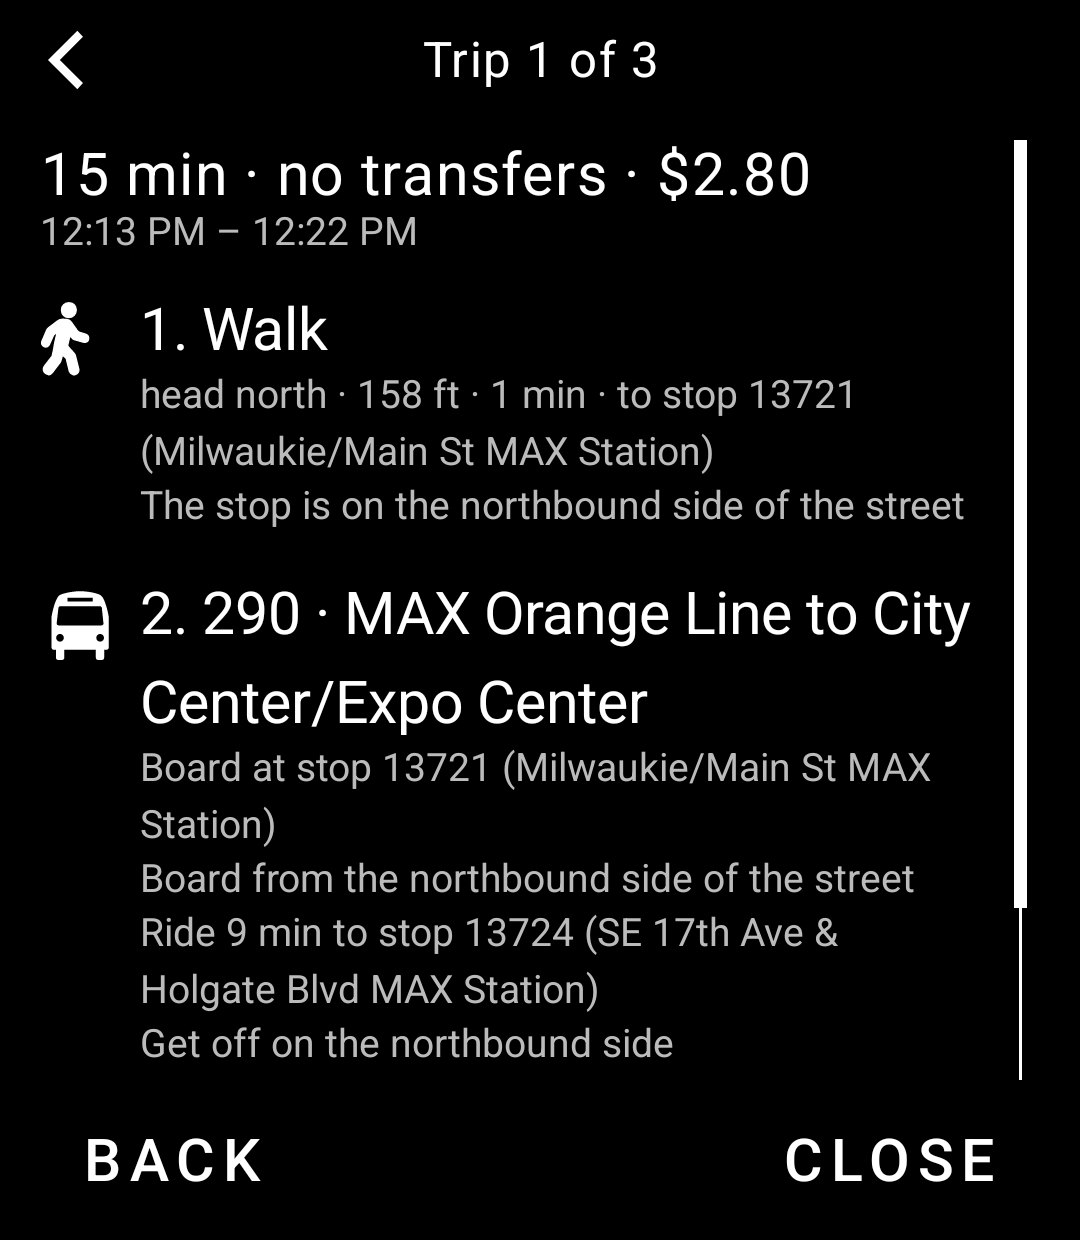 Trip 1 of 3
15 min · no transfers · $2.80
12:13 PM – 12:22 PM
1. Walk
head north · 158 ft · 1 min · to stop 13721
(Milwaukie/Main St MAX Station)
The stop is on the northbound side of the street
2. 290 · MAX Orange Line to City
Center/Expo Center
Board at stop 13721 (Milwaukie/Main St MAX
Station)
Board from the northbound side of the street
Ride 9 min to stop 13724 (SE 17th Ave &
Holgate Blvd MAX Station)
Get off on the northbound side
BACK
CLOSE